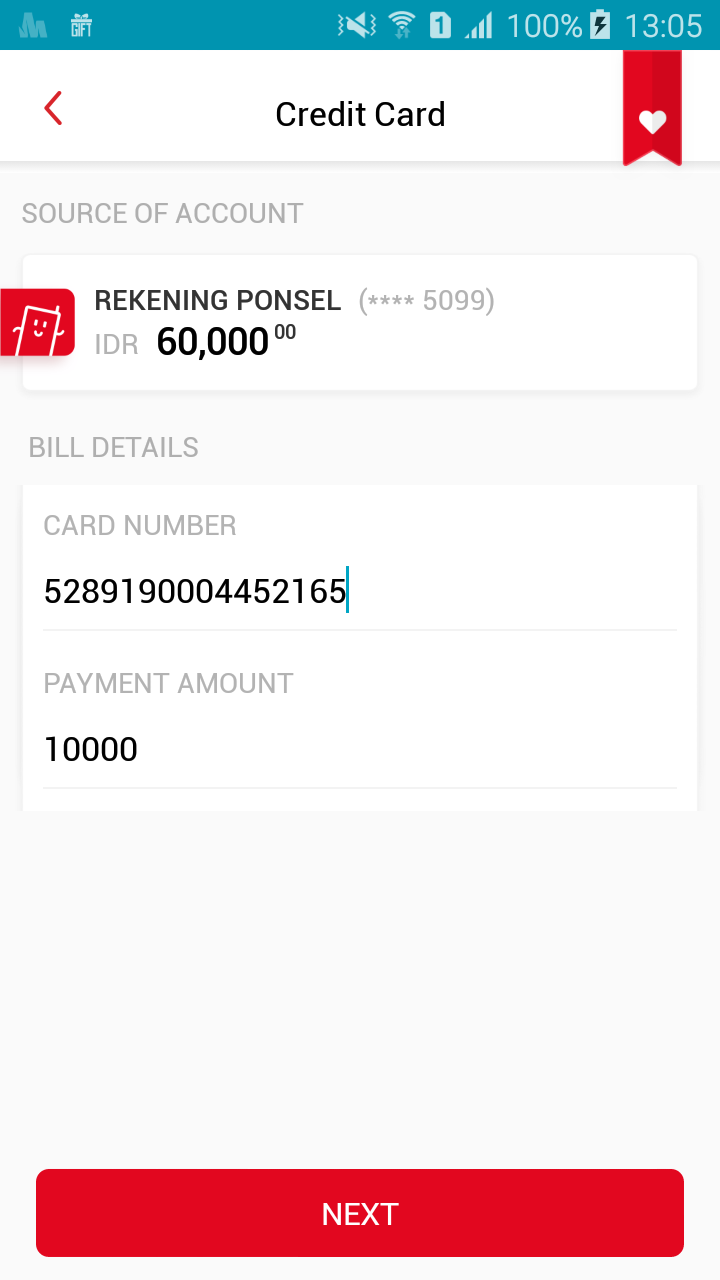 GIFT
1
100%
13:05
Credit Card
SOURCE OF ACCOUNT
REKENING PONSEL (**** 5099)
IDR 60,000 00
BILL DETAILS
CARD NUMBER
5289190004452165
PAYMENT AMOUNT
10000
NEXT